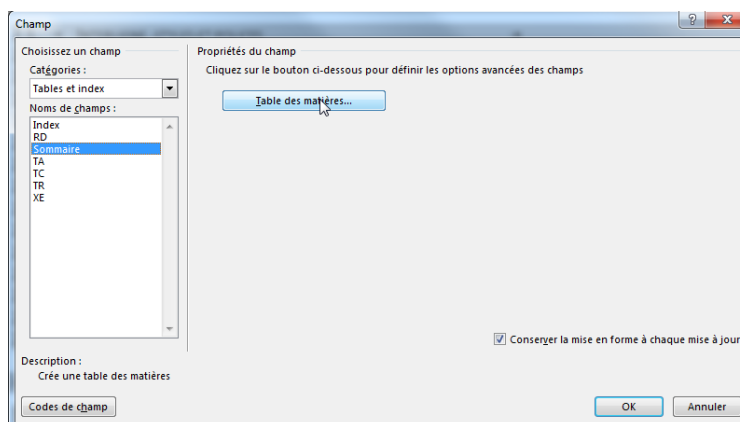 Champ
Choisissez un champ
Catégories :
Tables et index
Noms de champs :
Index
RD
Sommaire
TA
TC
TR
XE
Propriétés du champ
Cliquez sur le bouton ci-dessous pour définir les options avancées des champs
Table des matières...
Conserver la mise en forme à chaque mise à jour
Description :
Crée une table des matières
Codes de champ
OK
Annuler